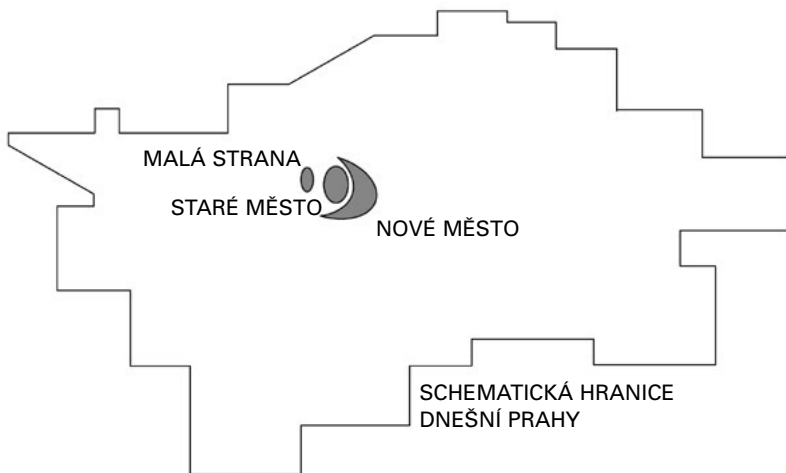 MALÁ STRANA
STARÉ MĚSTO
NOVÉ MĚSTO
SCHEMATICKÁ HRANICE
DNEŠNÍ PRAHY